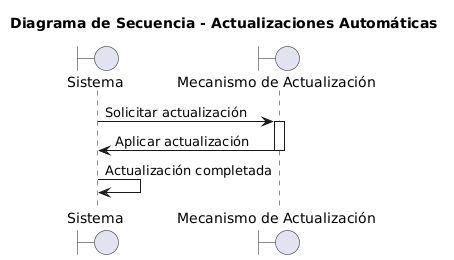 Diagrama de Secuencia - Actualizaciones Automáticas
Sistema
Mecanismo de Actualización
Solicitar actualización
Aplicar actualización
Actualización completada
Sistema
Mecanismo de Actualización